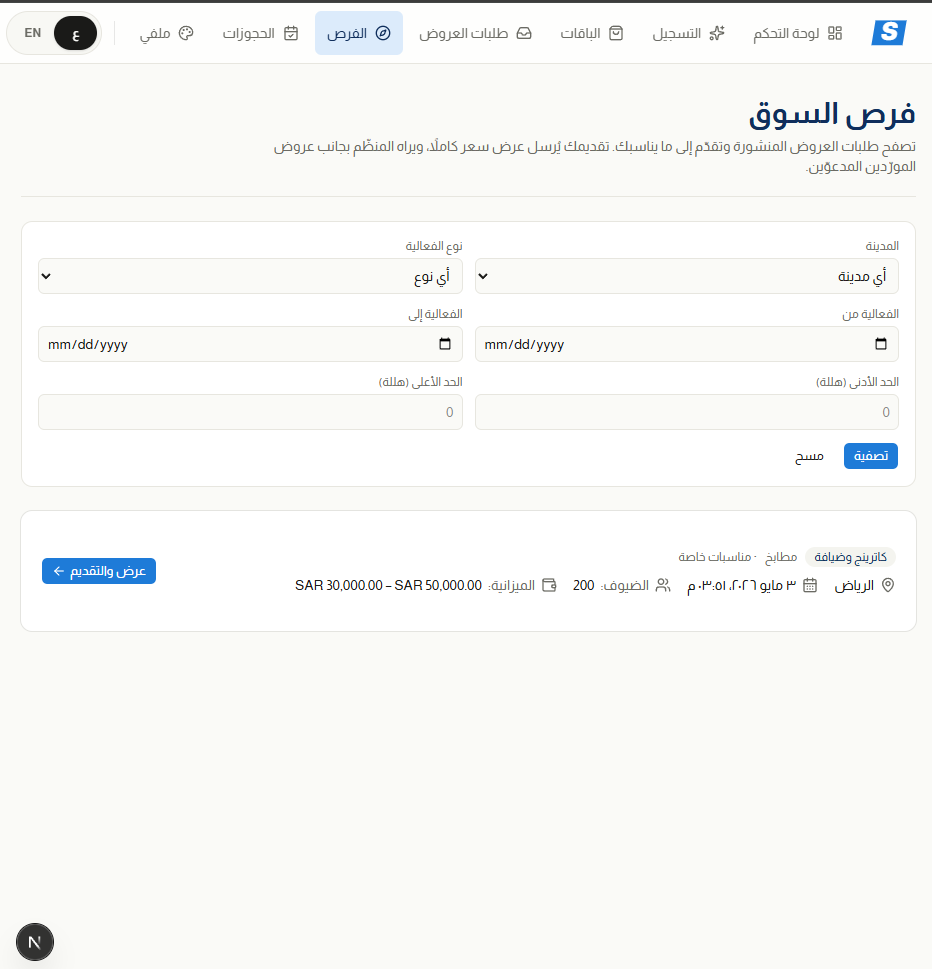 S
لوحة التحكم
التسجيل
الباقات
طلبات العروض
الفرص
الحجوزات
ملفي
ع
EN
فرص السوق
تصفح طلبات العروض المنشورة وتقدّم إلى ما يناسبك. تقديمك يُرسل عرض سعر كاملًا، ويراه المنظّم بجانب عروض
المورّدين المدعوّين.
المدينة
نوع الفعالية
أي مدينة
أي نوع
الفعالية من
الفعالية إلى
mm/dd/yyyy
mm/dd/yyyy
الحد الأدنى (هللة)
الحد الأعلى (هللة)
0
0
تصفية
مسح
كاترينج وضيافة
مطابخ · مناسبات خاصة
الرياض
٣ مايو ٢٠٢٦، ٠٣:٥١ م
الضيوف: 200
الميزانية: SAR 30,000.00 – SAR 50,000.00
عرض والتقديم ←
N